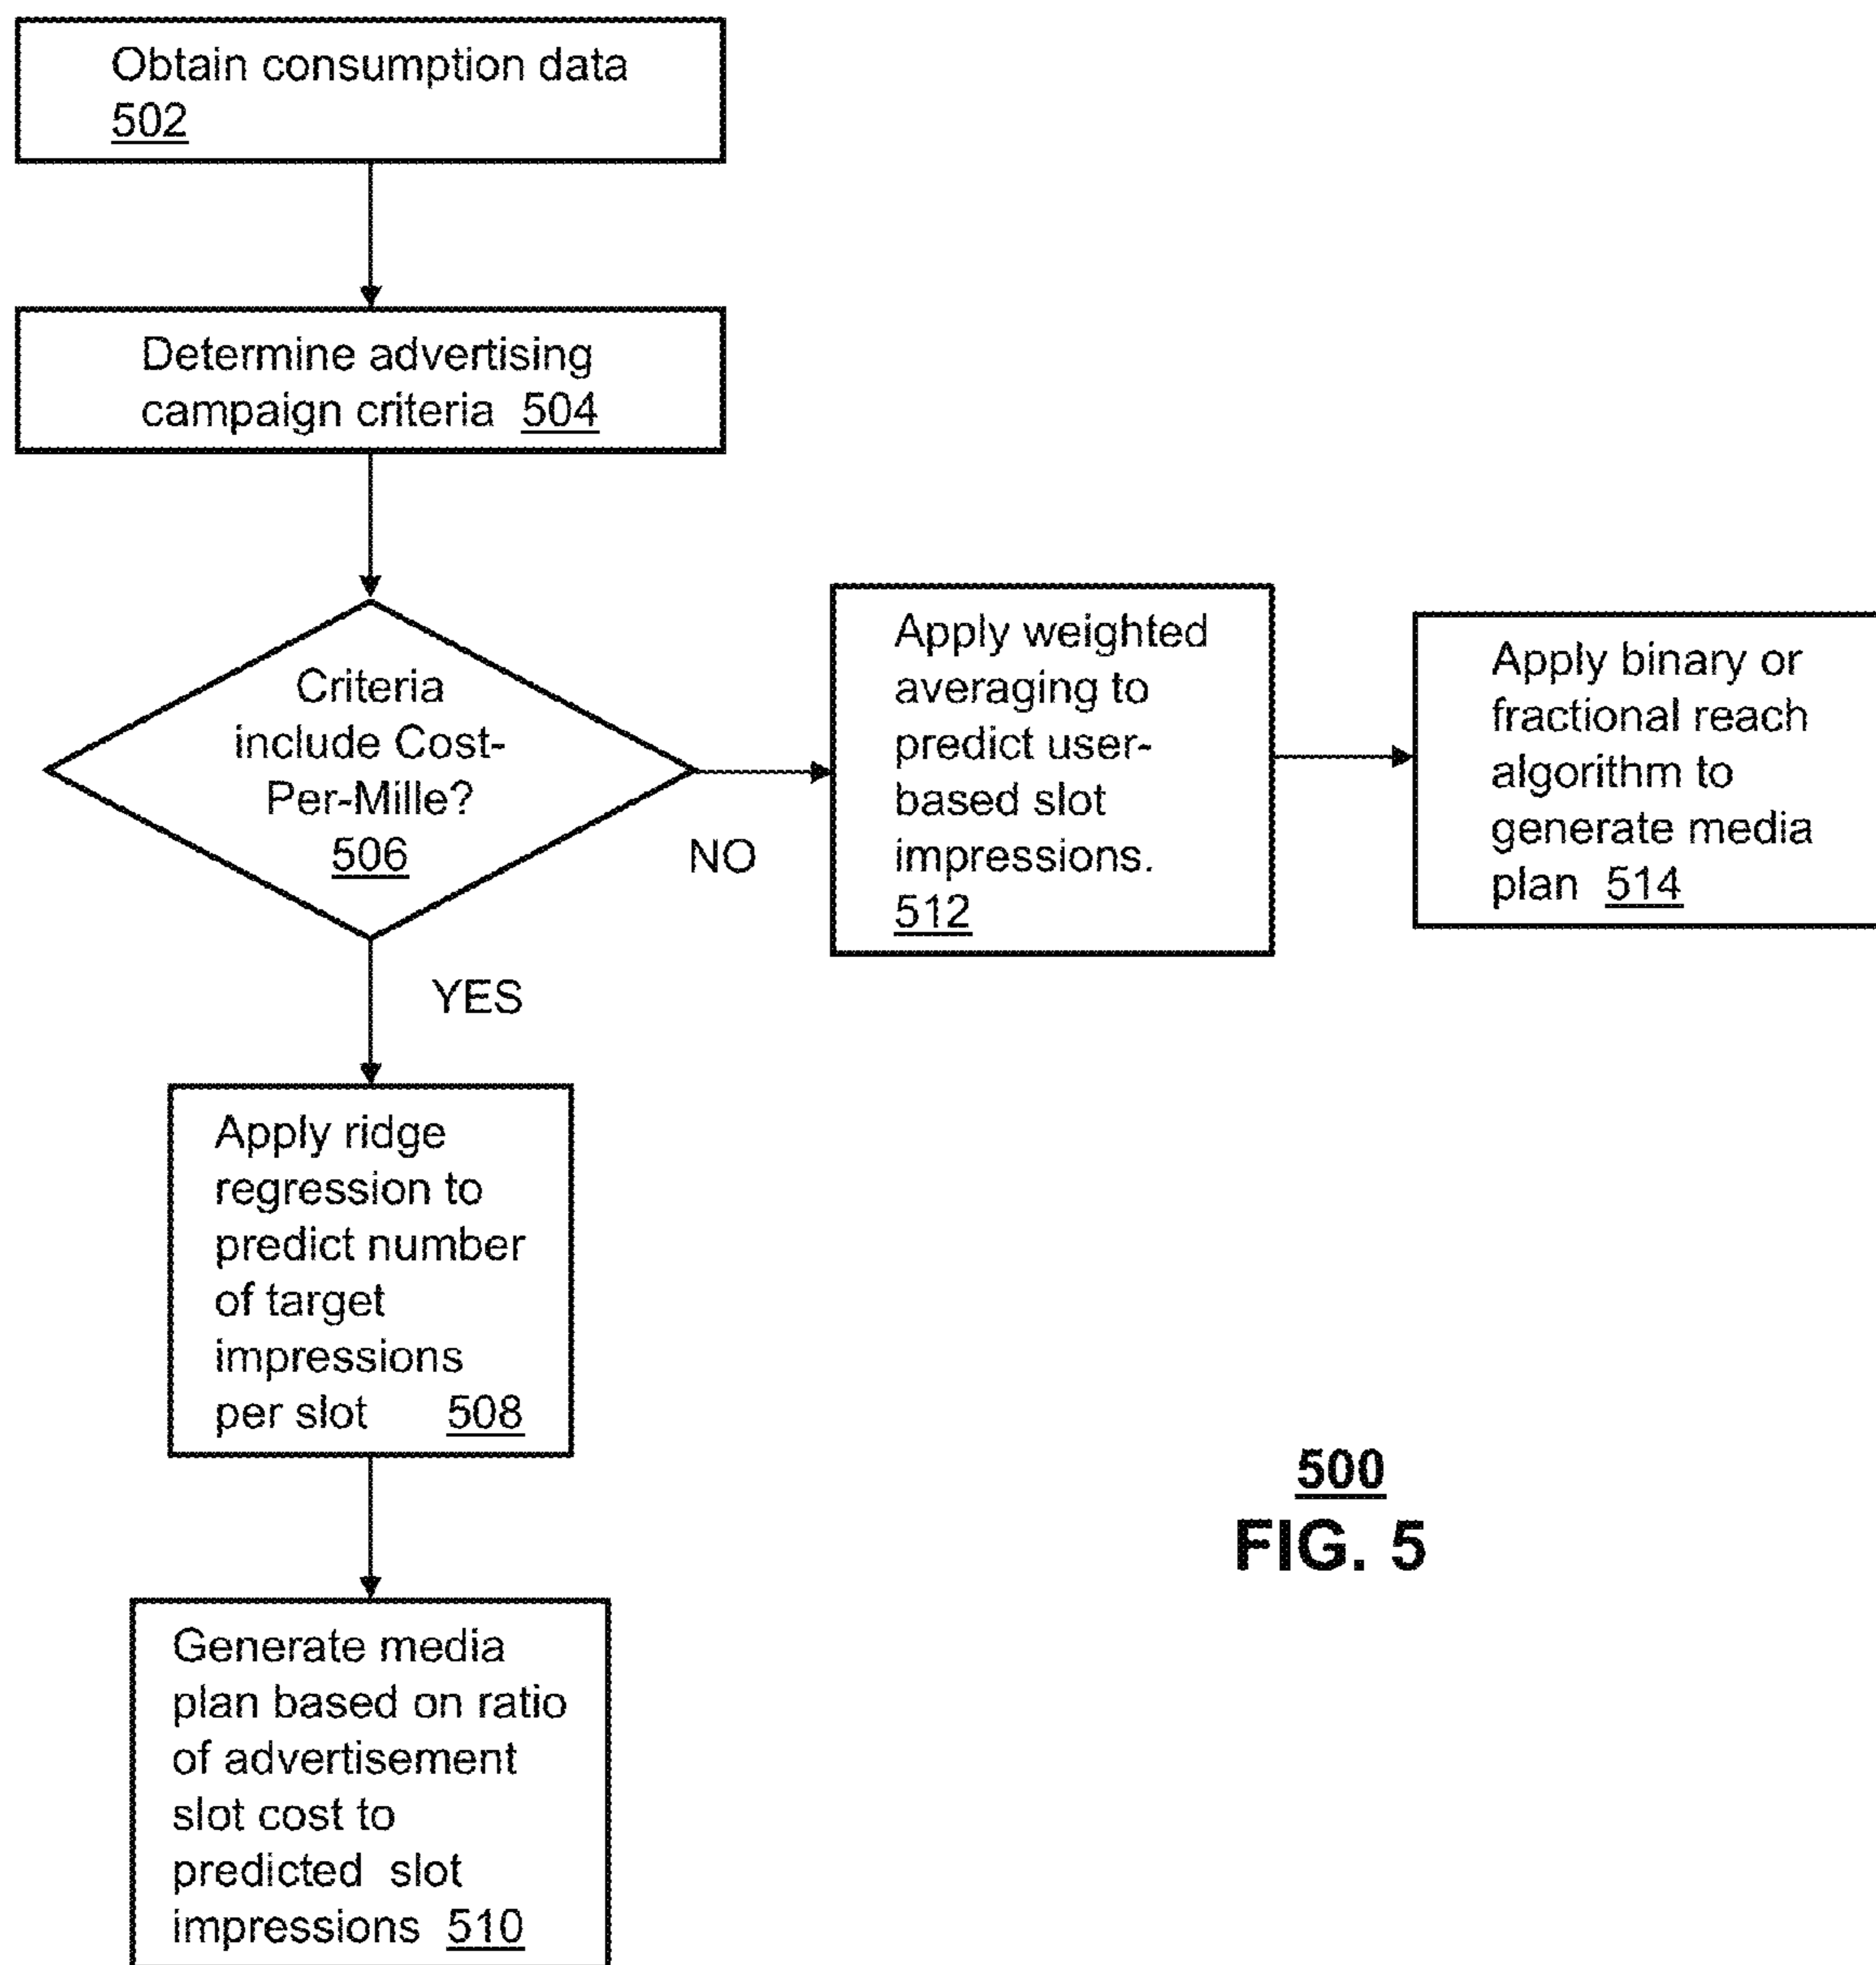 Obtain consumption data
502
Determine advertising
campaign criteria 504
Criteria
include Cost-
Per-Mille?
506
NO
Apply weighted
averaging to
predict user-
based slot
impressions.
512
Apply binary or
fractional reach
algorithm to
generate media
plan 514
YES
Apply ridge
regression to
predict number
of target
impressions
per slot 508
Generate media
plan based on ratio
of advertisement
slot cost to
predicted slot
impressions 510
500
FIG. 5